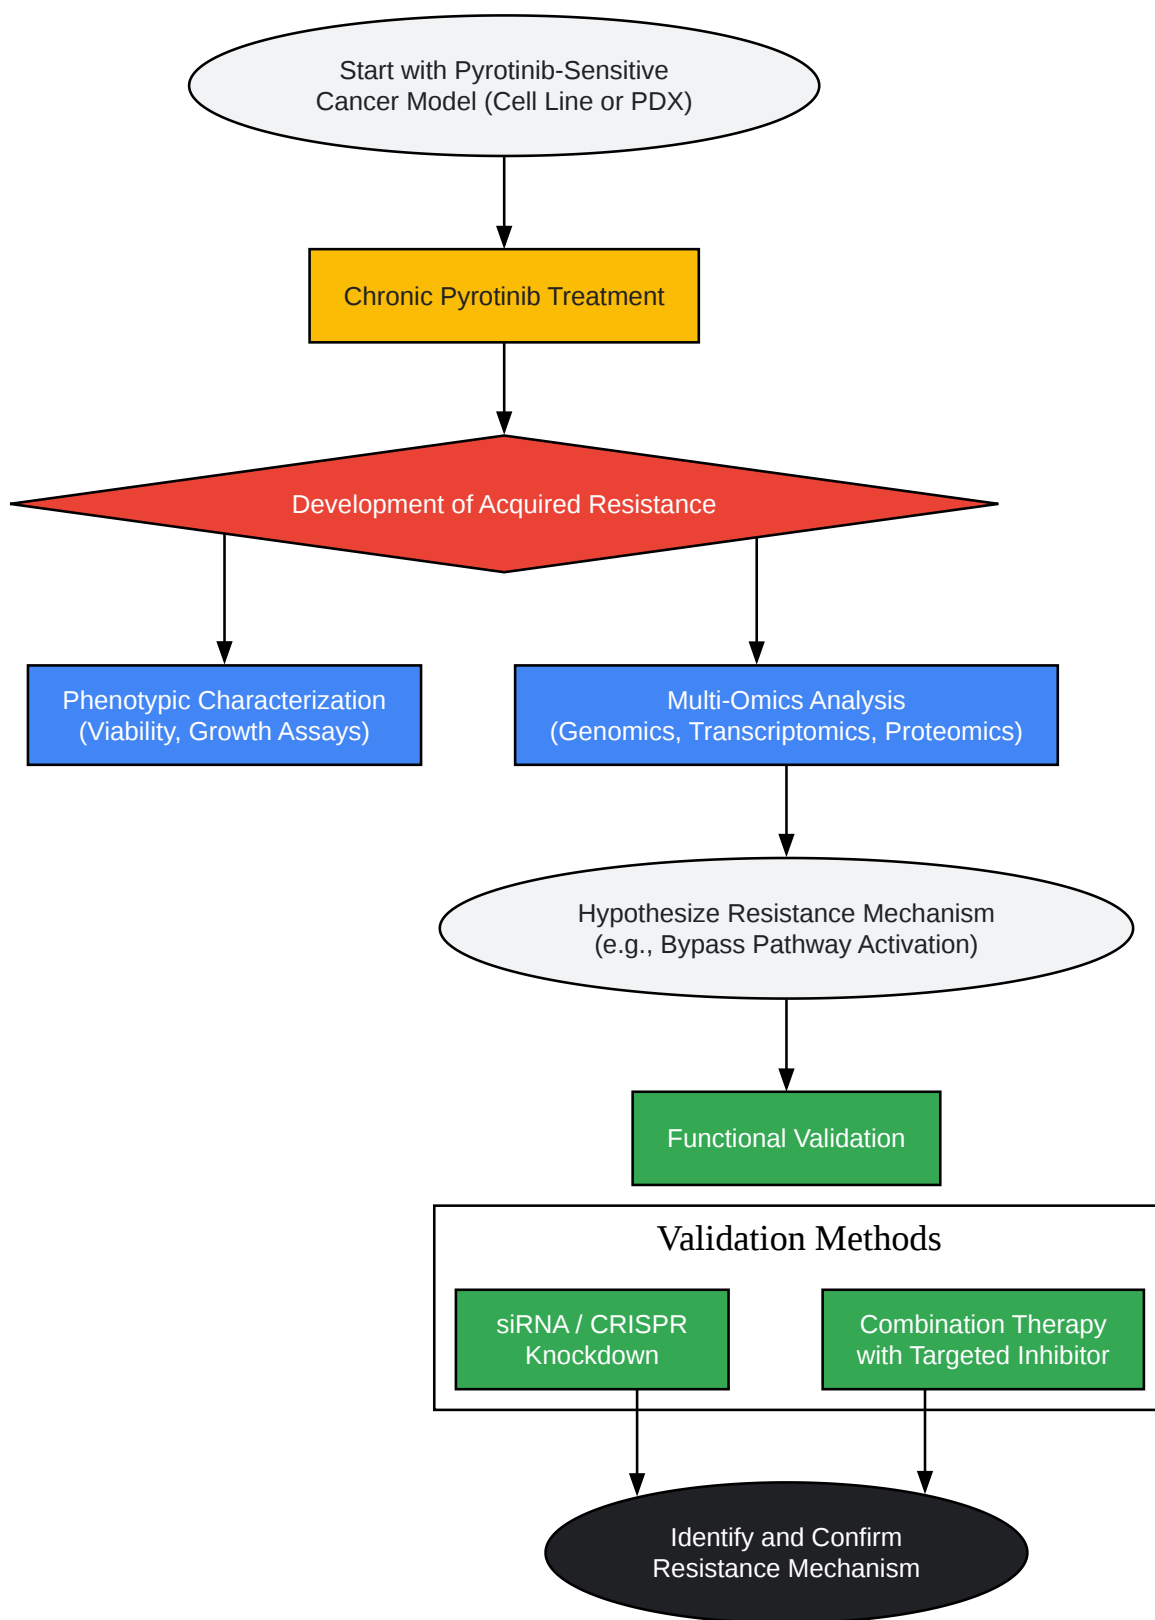 Start with Pyrotinib-Sensitive
Cancer Model (Cell Line or PDX)
Chronic Pyrotinib Treatment
Development of Acquired Resistance
Phenotypic Characterization
(Viability, Growth Assays)
Multi-Omics Analysis
(Genomics, Transcriptomics, Proteomics)
Hypothesize Resistance Mechanism
(e.g., Bypass Pathway Activation)
Functional Validation
Validation Methods
siRNA / CRISPR
Knockdown
Combination Therapy
with Targeted Inhibitor
Identify and Confirm
Resistance Mechanism